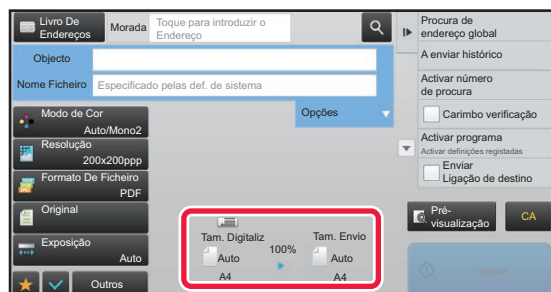 Livro De
Endereços
Morada
Toque para introduzir o
Endereço
Objecto
Nome Ficheiro
Especificado pelas def. de sistema
Opções
Modo de Cor
Auto/Mono2
Resolução
200x200ppp
Formato De Ficheiro
PDF
Original
Exposição
Auto
Outros
Tam. Digitaliz
100%
Tam. Envio
Auto
Auto
A4
A4
Procura de
endereço global
A enviar histórico
Activar número
de procura
Carimbo verificação
Activar programa
Activar definições registadas
Enviar
Ligação de destino
Pré-
visualização
CA
Iniciar